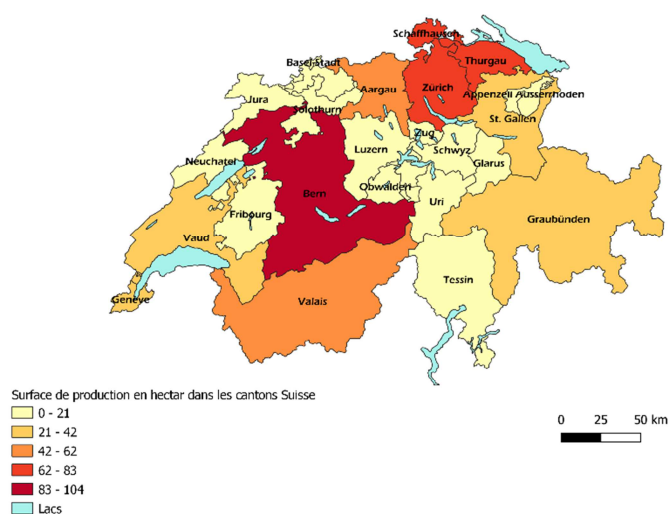 Schaffhausen
Basel-Stadt
Thurgau
Aargau
Zürich
Jura
Appenzell Ausserrhoden
Solothurn
St. Gallen
Zug
Luzern
Schwyz
Neuchatel
Glarus
Obwalden
Bern
Uri
Fribourg
Graubünden
Vaud
Tessin
Genève
Valais
Surface de production en hectar dans les cantons Suisse
0 - 21
21 - 42
42 - 62
62 - 83
83 - 104
Lacs
0 25 50 km